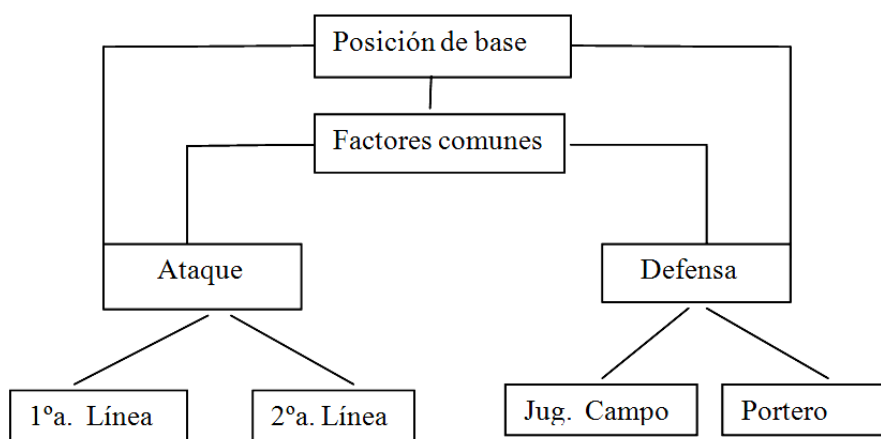 Posición de base
Factores comunes
Ataque
Defensa
1ºa. Línea
2ºa. Línea
Jug. Campo
Portero